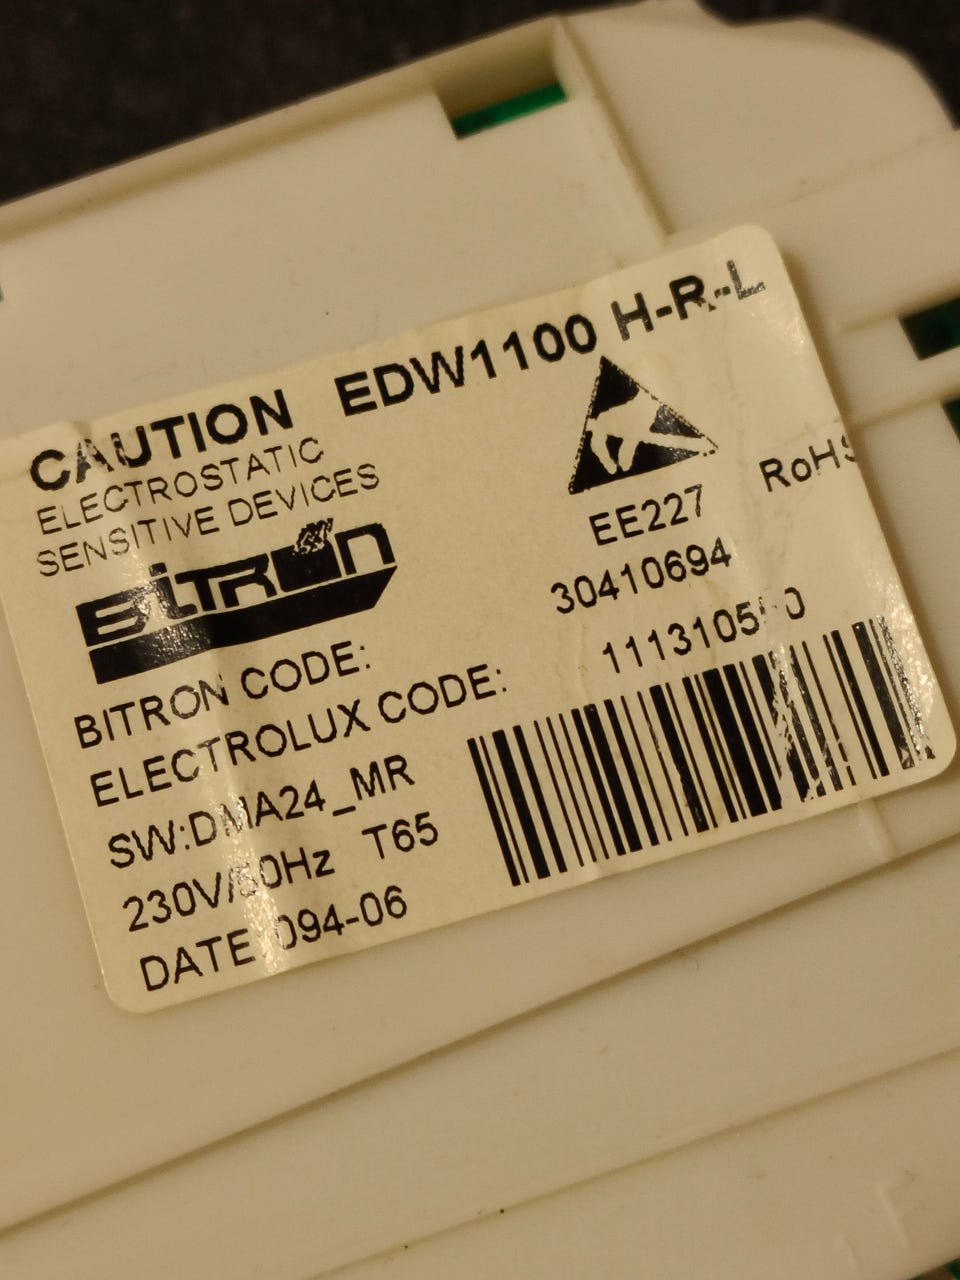 CAUTION EDW1100 H-R-L
ELECTROSTATIC
SENSITIVE DEVICES
BITRON
EE227
RoHS
BITRON CODE: 30410694
ELECTROLUX CODE:
SW:DMA24_MR
230V/50Hz T65
DATE 094-06